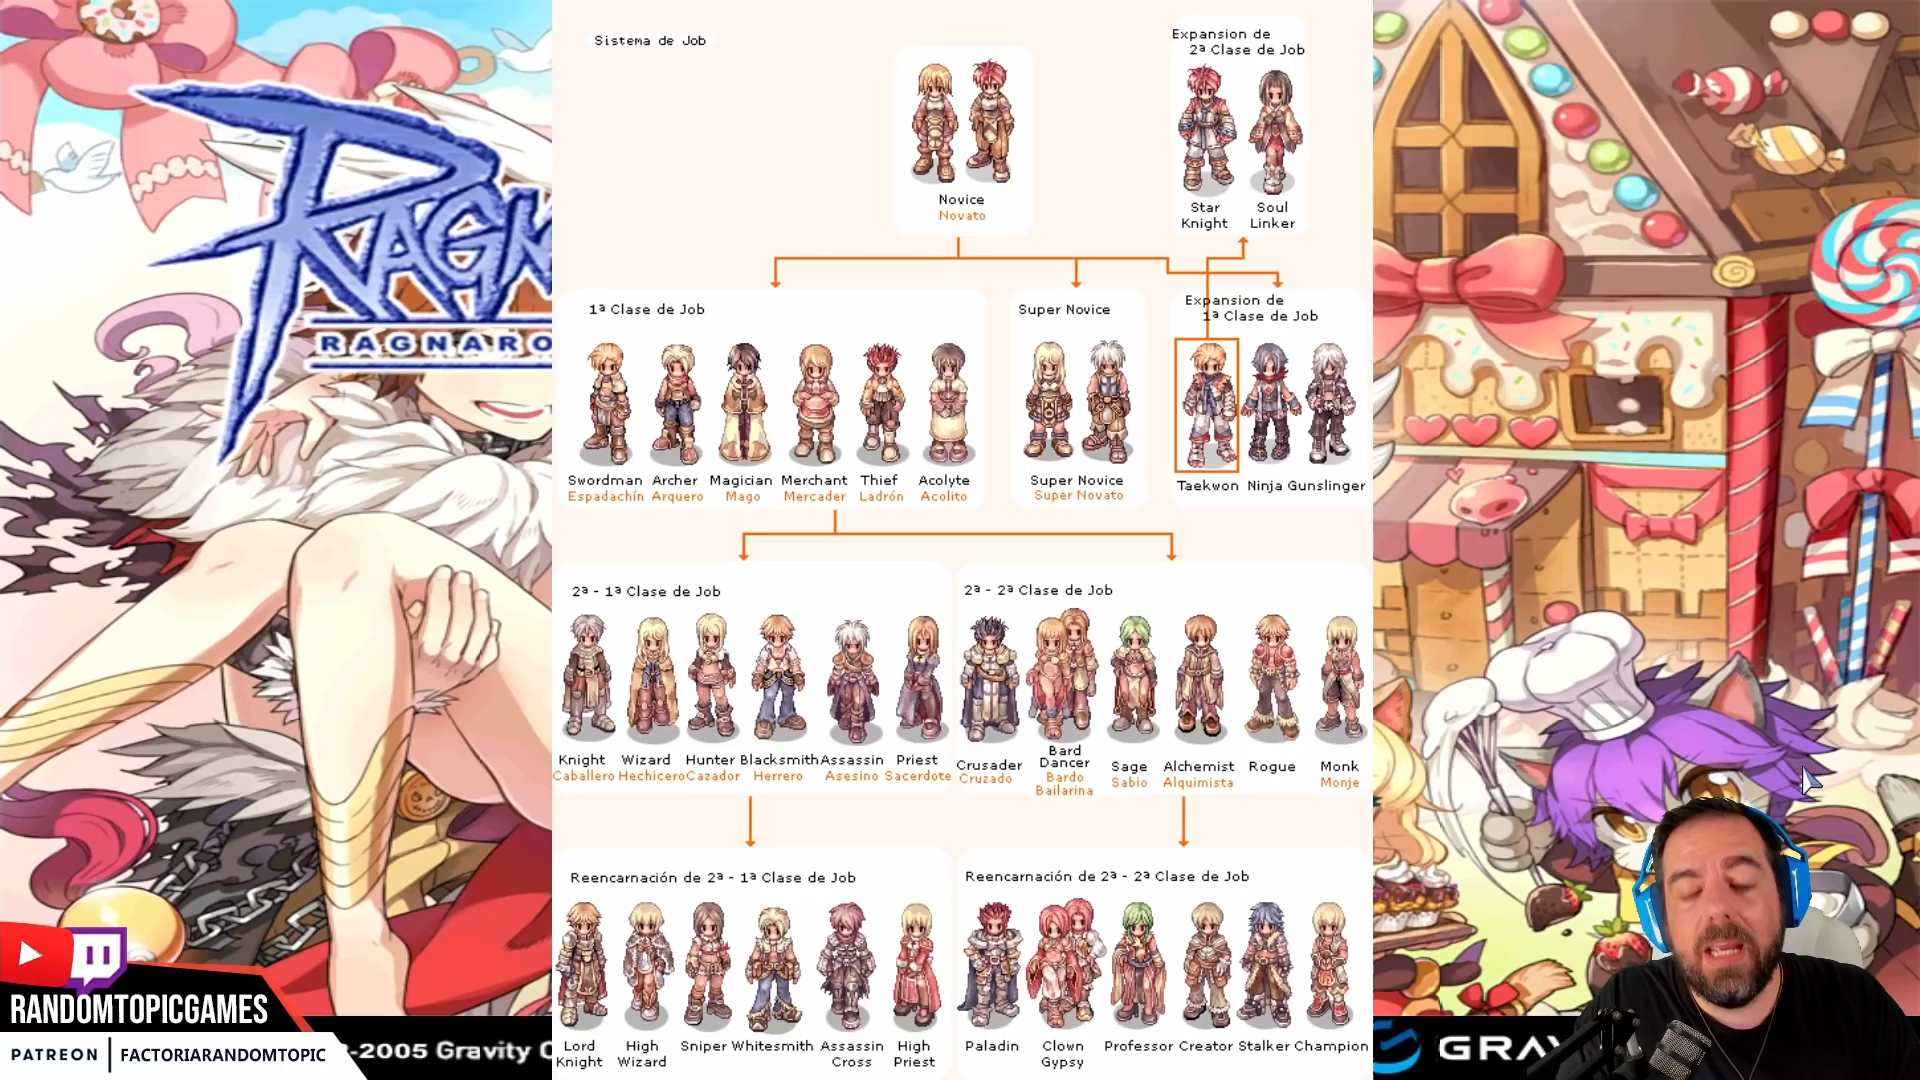 Sistema de Job
Expansion de
2ª Clase de Job
Novice
Novato
Star
Knight
Soul
Linker
1ª Clase de Job
Super Novice
Expansion de
1ª Clase de Job
Swordman Archer Magician Merchant Thief Acolyte
Espadachín Arquero Mago Mercader Ladrón Acolito
Super Novice
Super Novato
Taekwon Ninja Gunslinger
2ª - 1ª Clase de Job
2ª - 2ª Clase de Job
Knight Wizard Hunter Blacksmith Assassin Priest
Caballero Hechicero Cazador Herrero Asesino Sacerdote
Crusader
Cruzado
Bard
Dancer
Bardo
Bailarina
Sage
Sabio
Alchemist
Alquimista
Rogue
Monk
Monje
Reencarnación de 2ª - 1ª Clase de Job
Reencarnación de 2ª - 2ª Clase de Job
Lord
Knight
High
Wizard
Sniper
Whitesmith
Assassin
Cross
High
Priest
Paladin
Clown
Gypsy
Professor Creator Stalker Champion
RAGN
RAGNARO
RANDOMTOPICGAMES
PATREON | FACTORIARANDOMTOPIC
-2005 Gravity C
GRAV